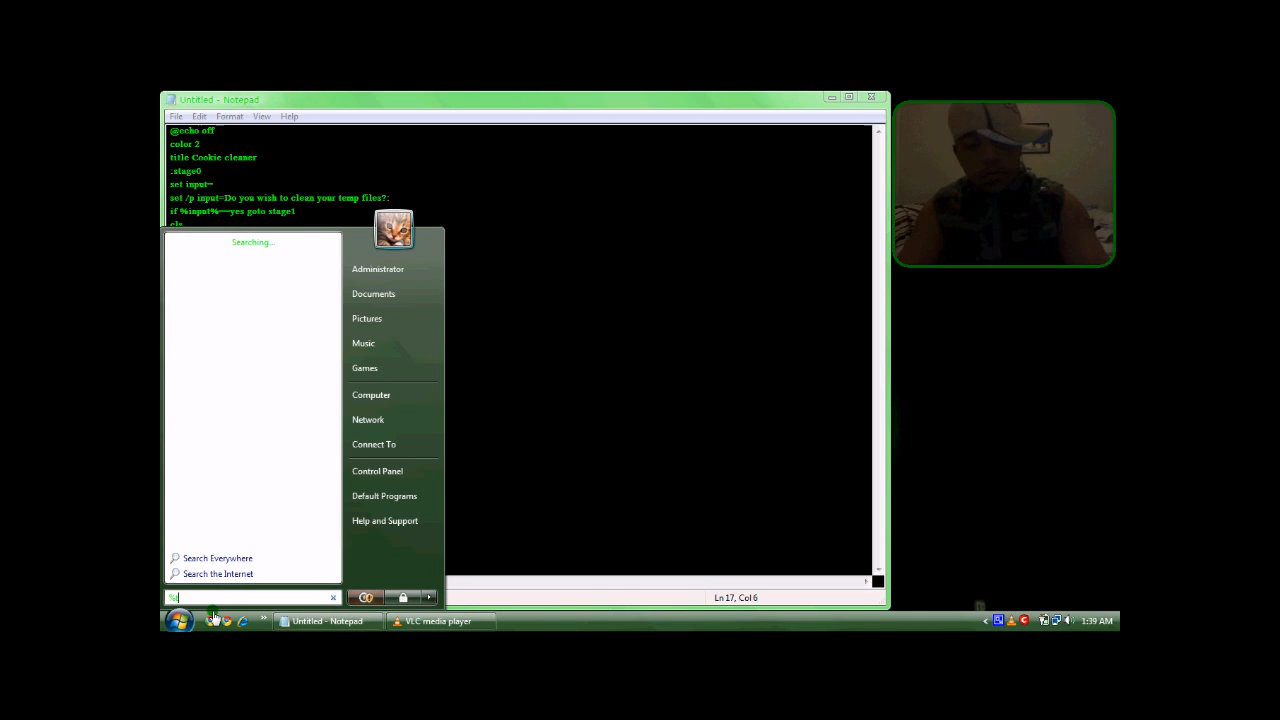 Untitled - Notepad
File Edit Format View Help
@echo off
color 2
title Cookie cleaner
:stage0
set input=
set /p input=Do you wish to clean your temp files?:
if %input%==yes goto stage1
cls
Searching...
Search Everywhere
Search the Internet
%t
Administrator
Documents
Pictures
Music
Games
Computer
Network
Connect To
Control Panel
Default Programs
Help and Support
Ln 17, Col 6
Untitled - Notepad
VLC media player
1:39 AM